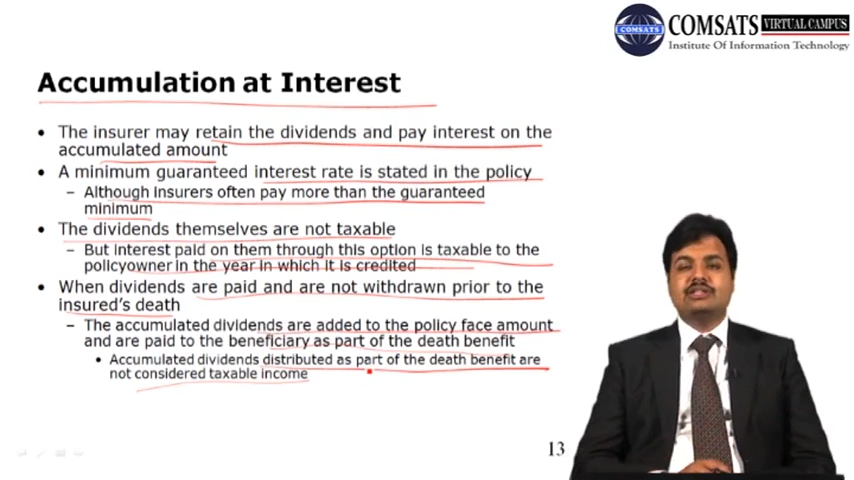 COMSATS VIRTUAL CAMPUS
COMSATS
Institute Of Information Technology
Accumulation at Interest
• The insurer may retain the dividends and pay interest on the
accumulated amount
• A minimum guaranteed interest rate is stated in the policy
– Although insurers often pay more than the guaranteed
minimum
• The dividends themselves are not taxable
– But interest paid on them through this option is taxable to the
policyowner in the year in which it is credited
• When dividends are paid and are not withdrawn prior to the
insured's death
– The accumulated dividends are added to the policy face amount
and are paid to the beneficiary as part of the death benefit
• Accumulated dividends distributed as part of the death benefit are
not considered taxable income
13